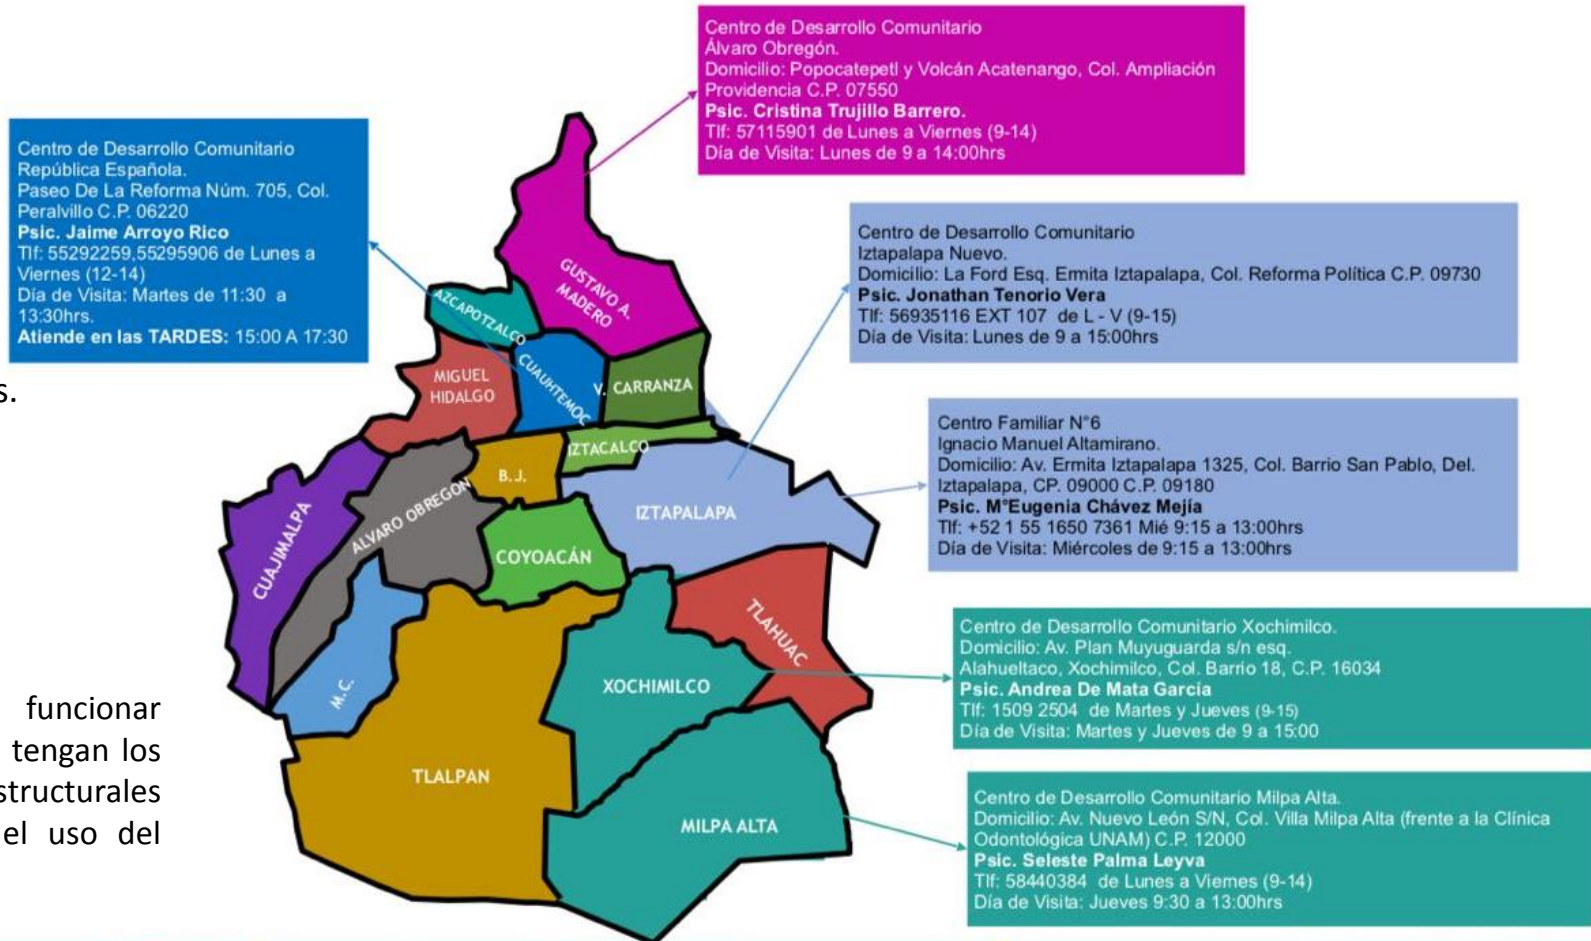 Centro de Desarrollo Comunitario
Álvaro Obregón.
Domicilio: Popocatepetl y Volcán Acatenango, Col. Ampliación
Providencia C.P. 07550
Psic. Cristina Trujillo Barrero.
Tlf: 57115901 de Lunes a Viernes (9-14)
Día de Visita: Lunes de 9 a 14:00hrs
Centro de Desarrollo Comunitario
República Española.
Paseo De La Reforma Núm. 705, Col.
Peralvillo C.P. 06220
Psic. Jaime Arroyo Rico
Tlf: 55292259,55295906 de Lunes a
Viernes (12-14)
Día de Visita: Martes de 11:30 a
13:30hrs.
Atiende en las TARDES: 15:00 A 17:30
Centro de Desarrollo Comunitario
Iztapalapa Nuevo.
Domicilio: La Ford Esq. Ermita Iztapalapa, Col. Reforma Política C.P. 09730
Psic. Jonathan Tenorio Vera
Tlf: 56935116 EXT 107 de L - V (9-15)
Día de Visita: Lunes de 9 a 15:00hrs
s.
Centro Familiar N°6
Ignacio Manuel Altamirano.
Domicilio: Av. Ermita Iztapalapa 1325, Col. Barrio San Pablo, Del.
Iztapalapa, CP. 09000 C.P. 09180
Psic. M°Eugenia Chávez Mejía
Tlf: +52 1 55 1650 7361 Mié 9:15 a 13:00hrs
Día de Visita: Miércoles de 9:15 a 13:00hrs
Centro de Desarrollo Comunitario Xochimilco.
Domicilio: Av. Plan Muyuguarda s/n esq.
Alahueltaco, Xochimilco, Col. Barrio 18, C.P. 16034
Psic. Andrea De Mata García
Tlf: 1509 2504 de Martes y Jueves (9-15)
Día de Visita: Martes y Jueves de 9 a 15:00
Centro de Desarrollo Comunitario Milpa Alta.
Domicilio: Av. Nuevo León S/N, Col. Villa Milpa Alta (frente a la Clínica
Odontológica UNAM) C.P. 12000
Psic. Seleste Palma Leyva
Tlf: 58440384 de Lunes a Viernes (9-14)
Día de Visita: Jueves 9:30 a 13:00hrs
funcionar
tengan los
structurales
el uso del
GUSTAVO A.
MADERO
AZCAPOTZALCO
MIGUEL
HIDALGO
CUAUHTEMOC
V. CARRANZA
IZTACALCO
B.J.
IZTAPALAPA
CUAJIMALPA
ALVARO OBREGON
COYOACÁN
M.C.
TLALPAN
XOCHIMILCO
TLAHUAC
MILPA ALTA